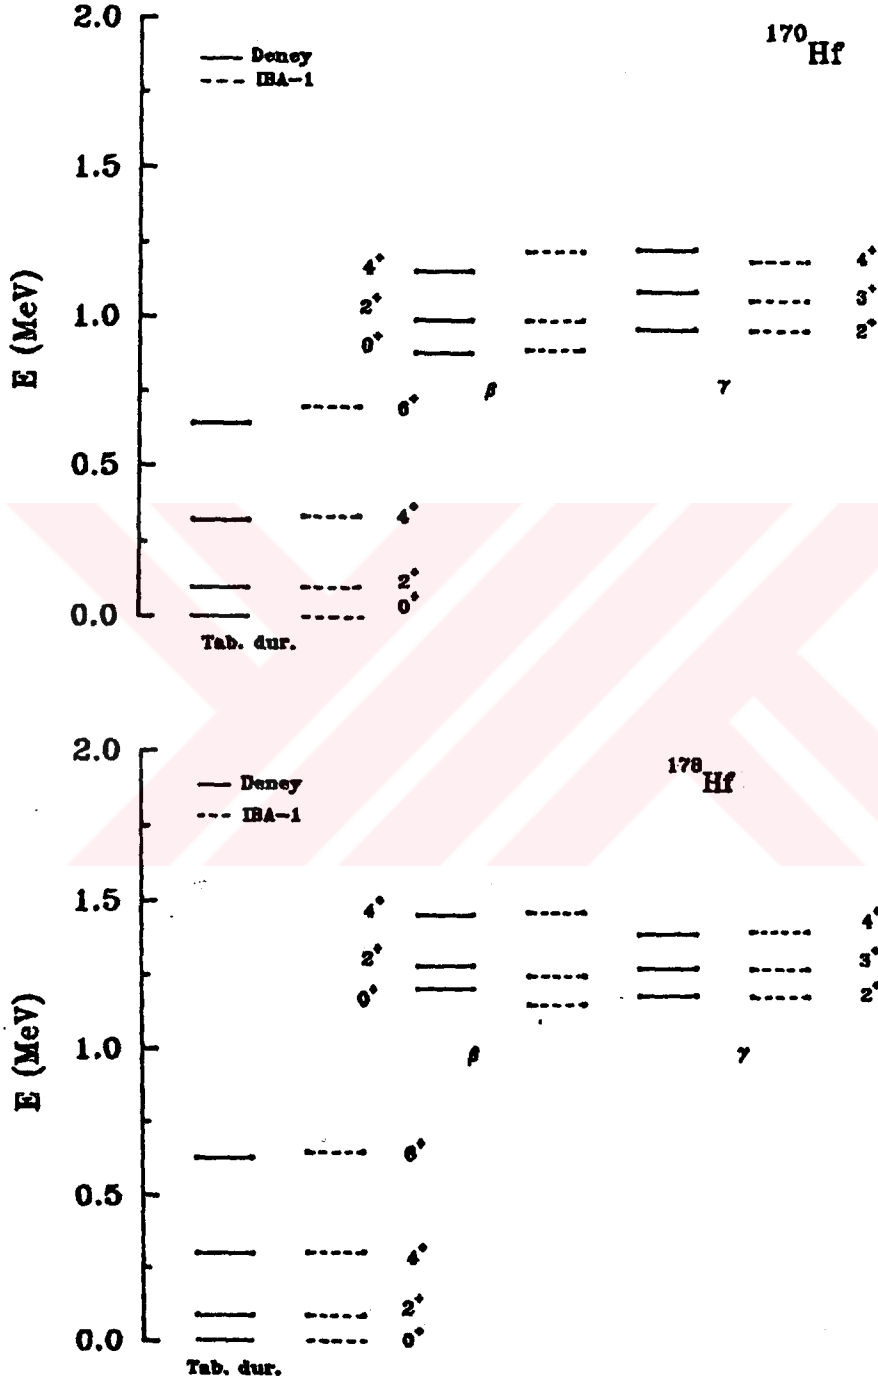 2.0
¹⁷⁰Hf
Deney
IBA-1
1.5
4⁺ 4⁺
2⁺ 3⁺
1.0
0⁺ 2⁺
E (MeV)
β γ
6⁺
0.5
4⁺
2⁺
0⁺
0.0
Tab. dur.
2.0
¹⁷⁸Hf
Deney
IBA-1
1.5
4⁺ 4⁺
2⁺ 3⁺
0⁺ 2⁺
E (MeV)
1.0
β γ
6⁺
0.5
4⁺
2⁺
0.0
0⁺
Tab. dur.